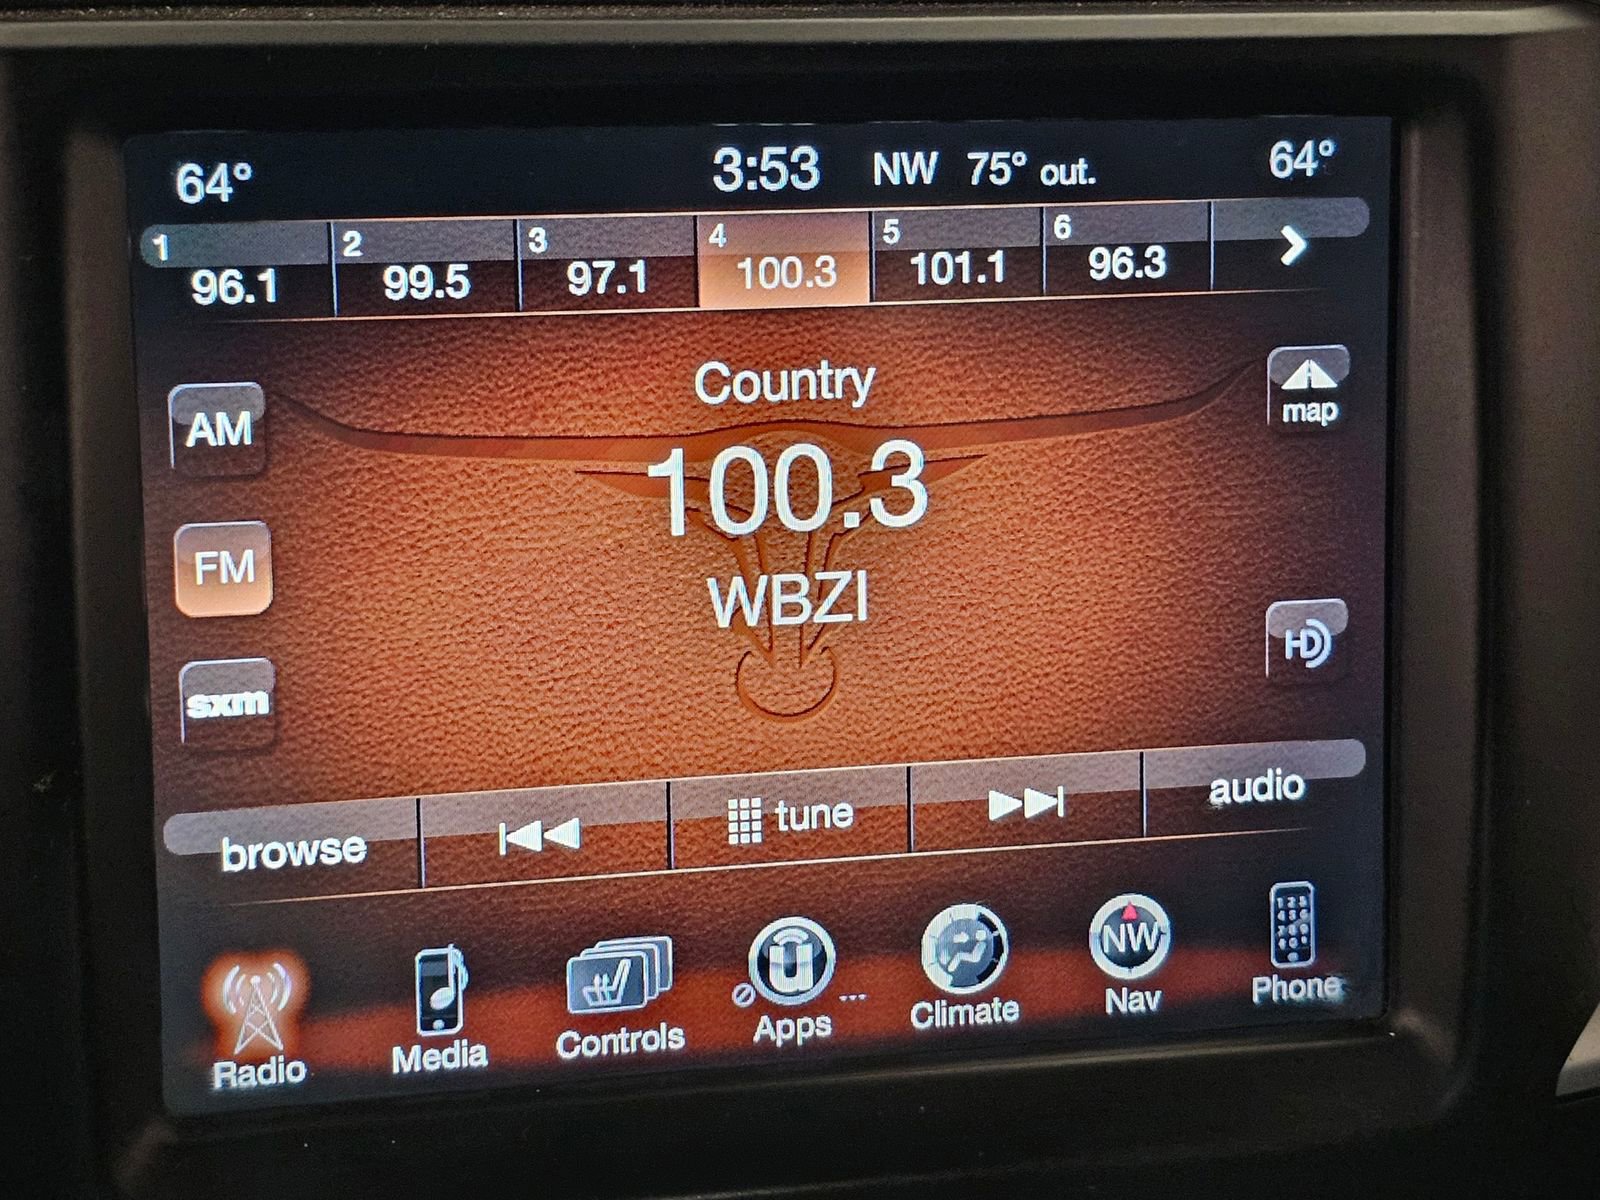 64° 3:53 NW 75° out. 64°
1 96.1 2 99.5 3 97.1 4 100.3 5 101.1 6 96.3
Country
map
AM
100.3
FM
WBZI
HD
sxm
browse tune audio
NW
Radio Media Controls Apps Climate Nav Phone